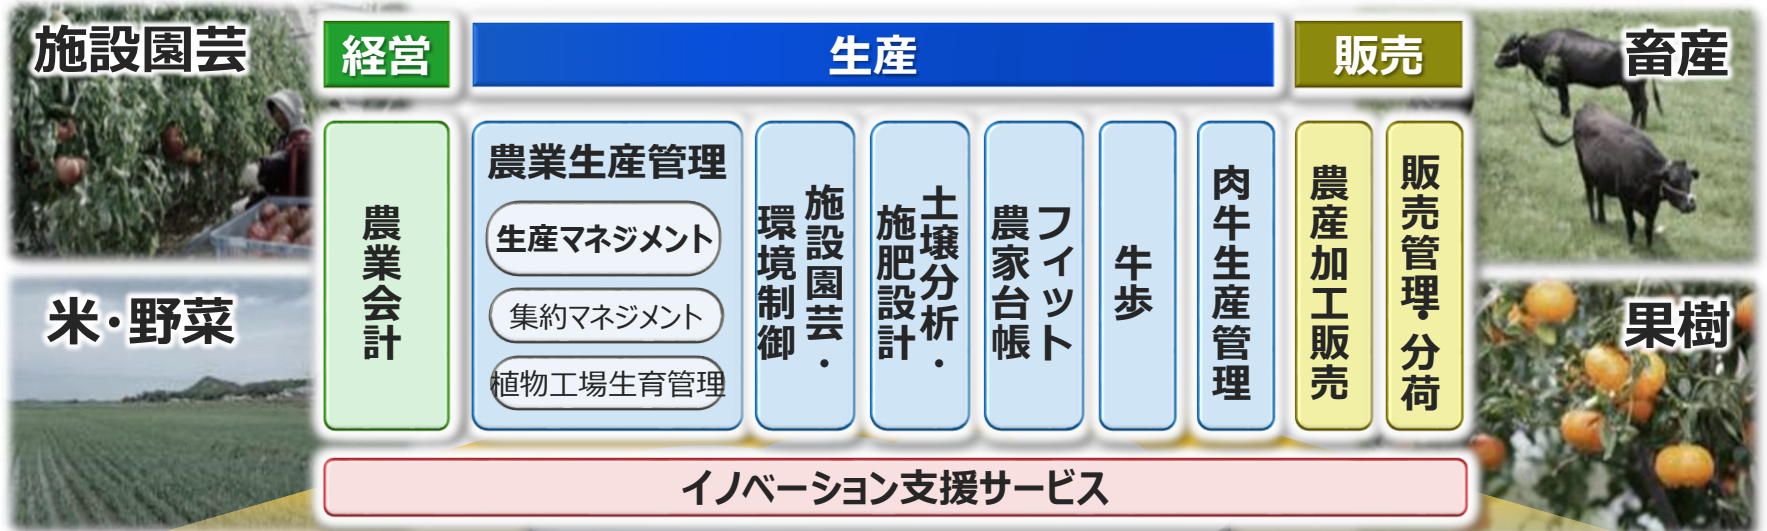 施設園芸
経営
生産
販売
畜産
農業会計
農業生産管理
生産マネジメント
集約マネジメント
植物工場生育管理
施設園芸・
環境制御
土壌分析・
施肥設計
フィット
農家台帳
牛歩
肉牛生産管理
農産加工販売
販売管理・分荷
米・野菜
果樹
イノベーション支援サービス